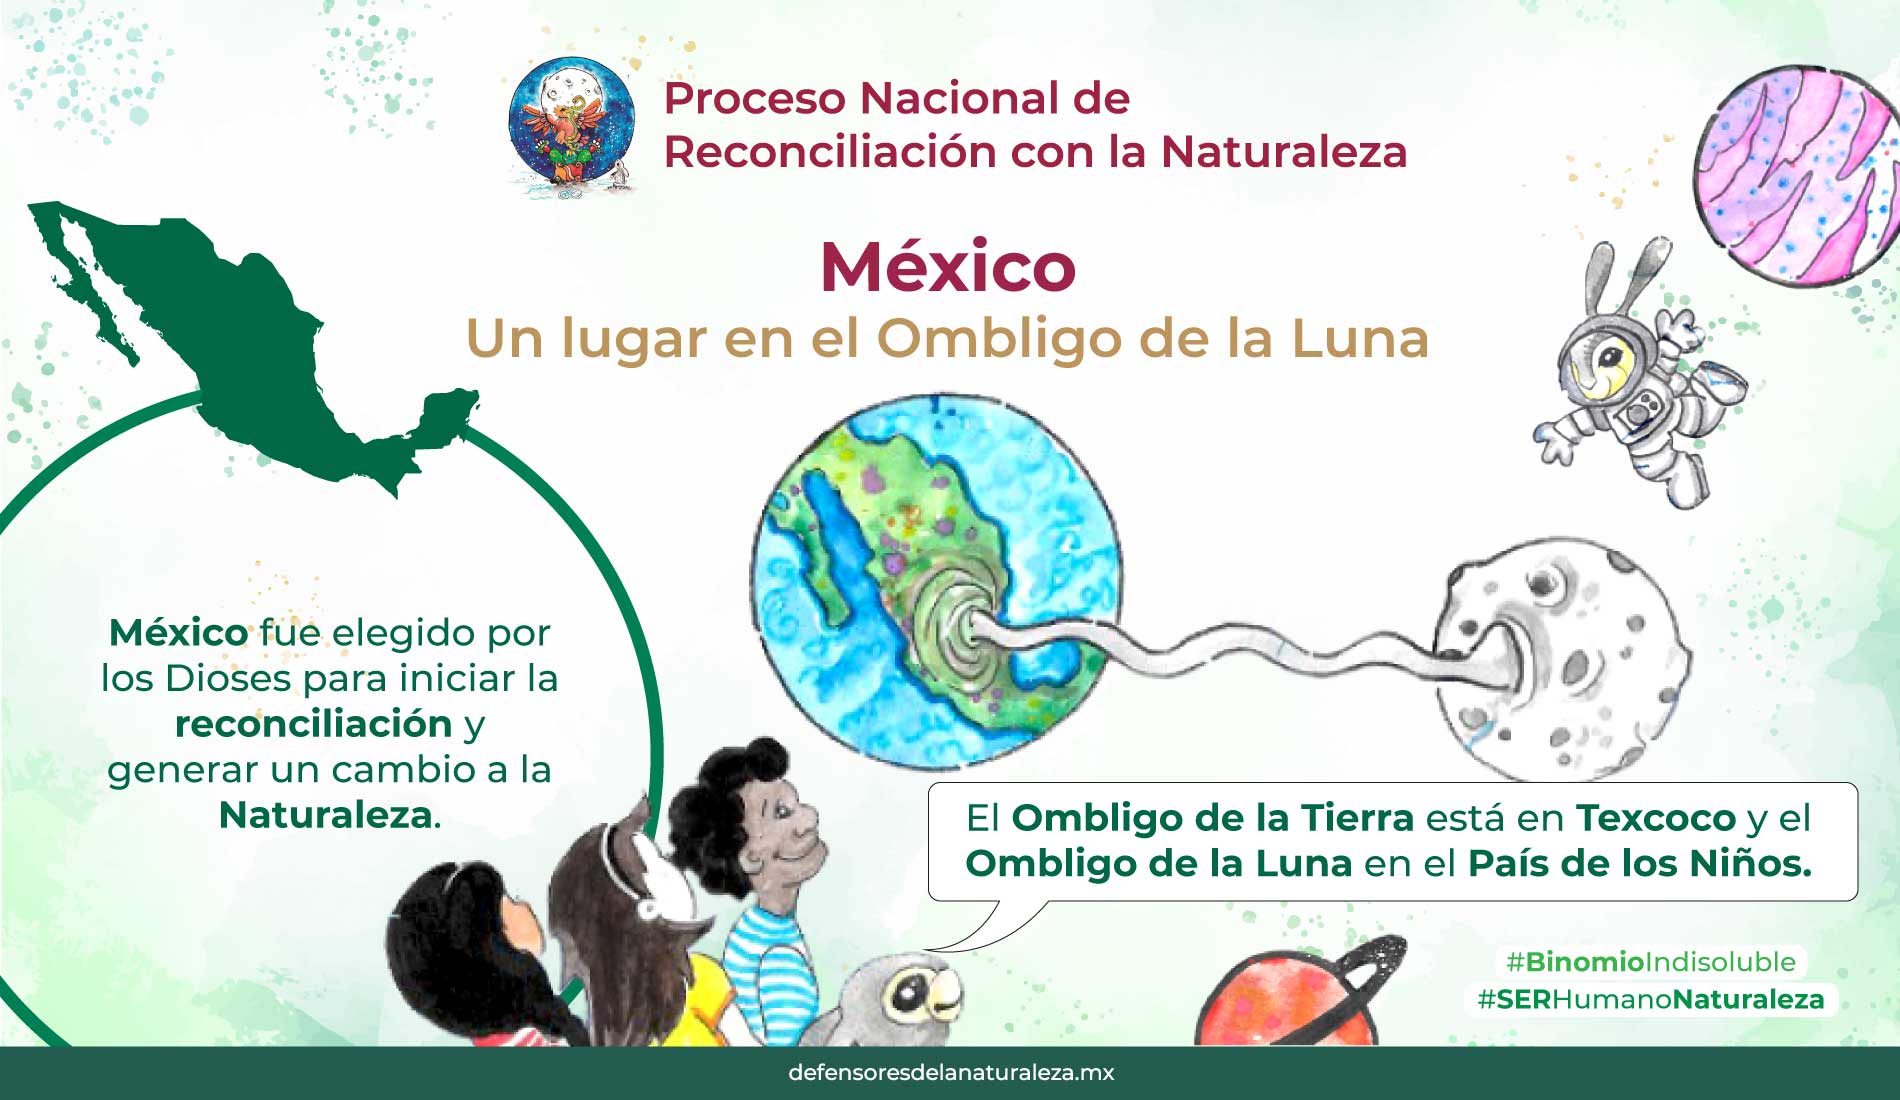 Proceso Nacional de
Reconciliación con la Naturaleza
México
Un lugar en el Ombligo de la Luna
México fue elegido por
los Dioses para iniciar la
reconciliación y
generar un cambio a la
Naturaleza.
El Ombligo de la Tierra está en Texcoco y el
Ombligo de la Luna en el País de los Niños.
#BinomioIndisoluble
#SERHumanoNaturaleza
defensoresdelanaturaleza.mx